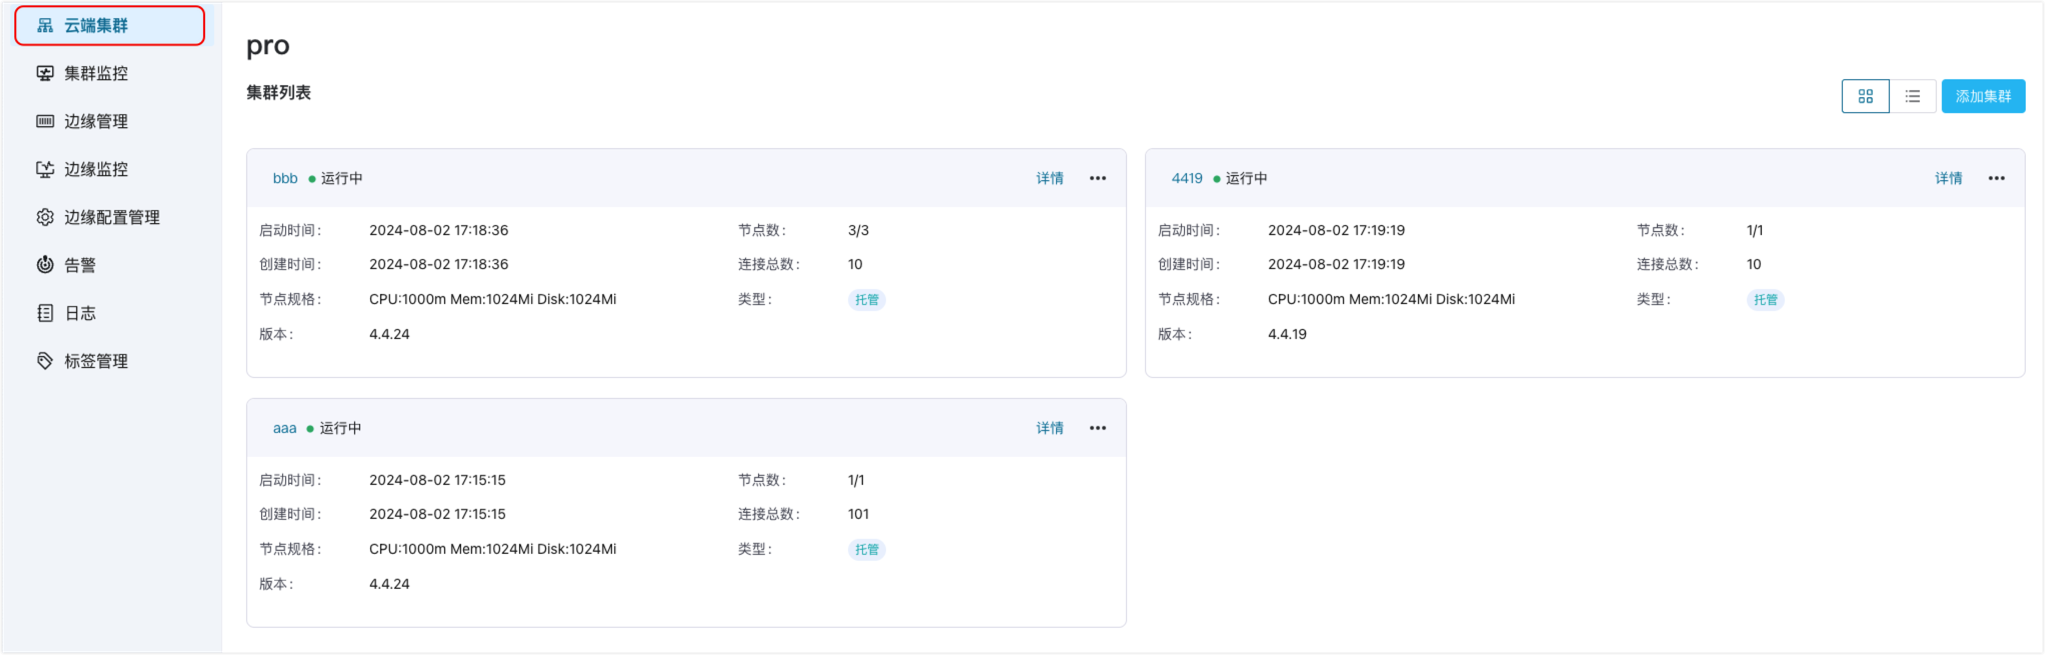 云端集群
集群监控
边缘管理
边缘监控
边缘配置管理
告警
日志
标签管理
pro
集群列表
添加集群
bbb 运行中 详情
启动时间: 2024-08-02 17:18:36 节点数: 3/3
创建时间: 2024-08-02 17:18:36 连接总数: 10
节点规格: CPU:1000m Mem:1024Mi Disk:1024Mi 类型: 托管
版本: 4.4.24
4419 运行中 详情
启动时间: 2024-08-02 17:19:19 节点数: 1/1
创建时间: 2024-08-02 17:19:19 连接总数: 10
节点规格: CPU:1000m Mem:1024Mi Disk:1024Mi 类型: 托管
版本: 4.4.19
aaa 运行中 详情
启动时间: 2024-08-02 17:15:15 节点数: 1/1
创建时间: 2024-08-02 17:15:15 连接总数: 101
节点规格: CPU:1000m Mem:1024Mi Disk:1024Mi 类型: 托管
版本: 4.4.24